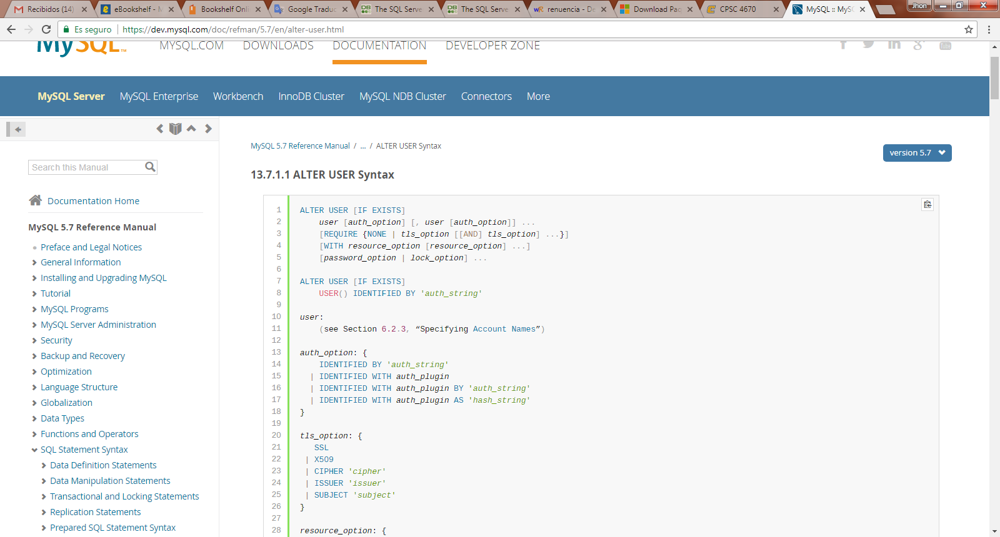 Recibidos (14)
eBookshelf - M
Bookshelf Onli
Google Traduc
The SQL Serve
The SQL Serve
renuencia - De
Download Pac
CPSC 4670
MySQL :: MySC
Jhon
Es seguro
https://dev.mysql.com/doc/refman/5.7/en/alter-user.html
MySQL™
MYSQL.COM
DOWNLOADS
DOCUMENTATION
DEVELOPER ZONE
MySQL Server
MySQL Enterprise
Workbench
InnoDB Cluster
MySQL NDB Cluster
Connectors
More
Search this Manual
Documentation Home
MySQL 5.7 Reference Manual
Preface and Legal Notices
General Information
Installing and Upgrading MySQL
Tutorial
MySQL Programs
MySQL Server Administration
Security
Backup and Recovery
Optimization
Language Structure
Globalization
Data Types
Functions and Operators
SQL Statement Syntax
Data Definition Statements
Data Manipulation Statements
Transactional and Locking Statements
Replication Statements
Prepared SQL Statement Syntax
MySQL 5.7 Reference Manual / ... / ALTER USER Syntax
version 5.7
13.7.1.1 ALTER USER Syntax
1 ALTER USER [IF EXISTS]
2 user [auth_option] [, user [auth_option]] ...
3 [REQUIRE {NONE | tls_option [[AND] tls_option] ...}]
4 [WITH resource_option [resource_option] ...]
5 [password_option | lock_option] ...
6
7 ALTER USER [IF EXISTS]
8 USER() IDENTIFIED BY 'auth_string'
9
10 user:
11 (see Section 6.2.3, “Specifying Account Names”)
12
13 auth_option: {
14 IDENTIFIED BY 'auth_string'
15 | IDENTIFIED WITH auth_plugin
16 | IDENTIFIED WITH auth_plugin BY 'auth_string'
17 | IDENTIFIED WITH auth_plugin AS 'hash_string'
18 }
19
20 tls_option: {
21 SSL
22 | X509
23 | CIPHER 'cipher'
24 | ISSUER 'issuer'
25 | SUBJECT 'subject'
26 }
27
28 resource_option: {